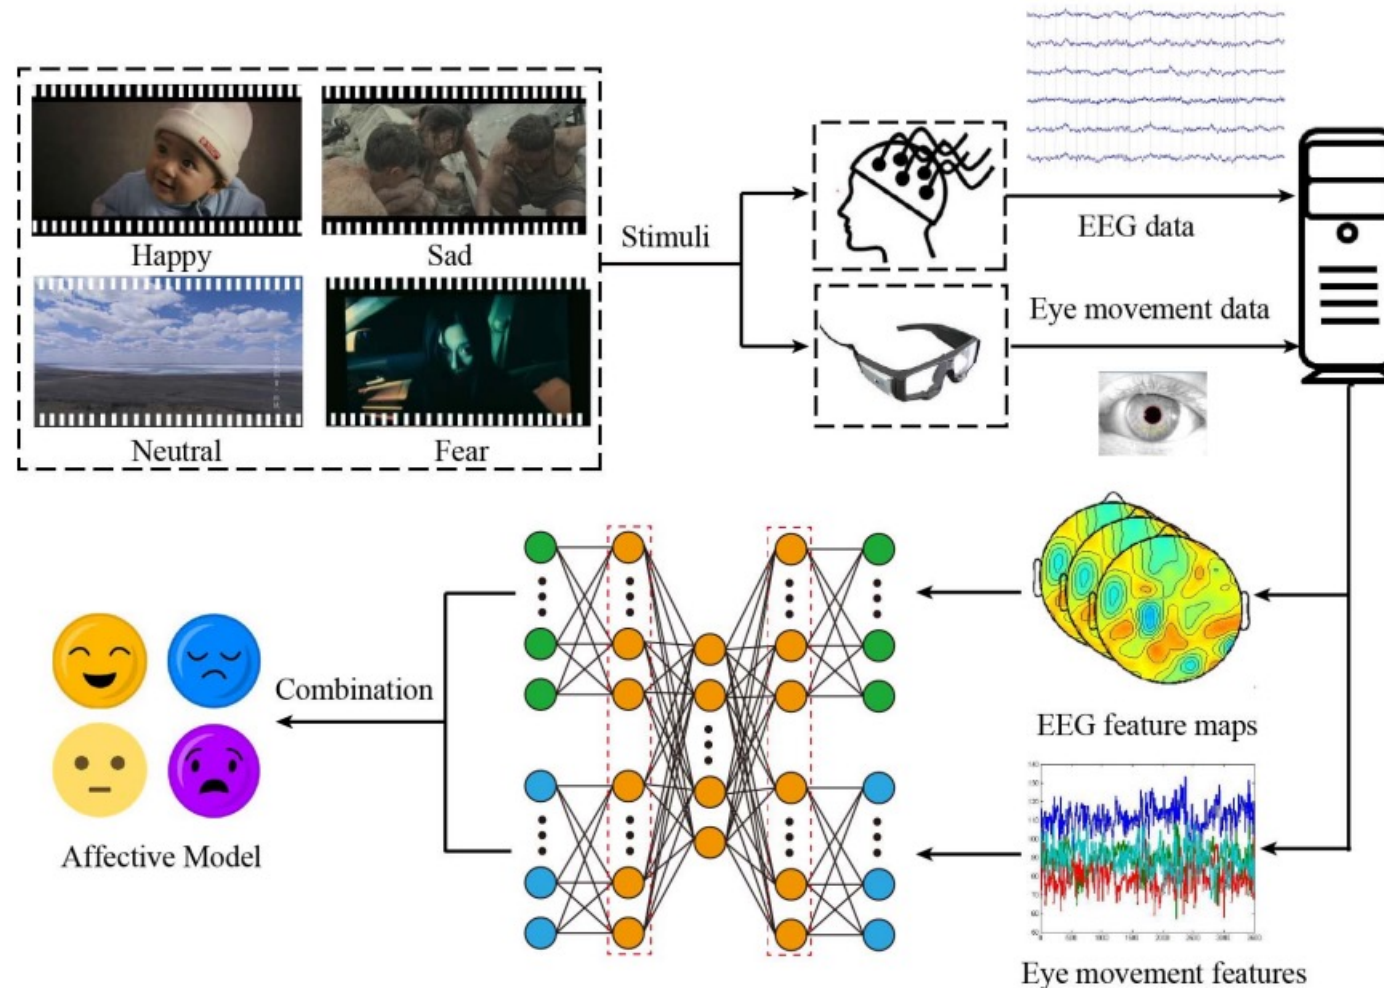 Happy
Sad
Neutral
Fear
Stimuli
EEG data
Eye movement data
EEG feature maps
Eye movement features
Combination
Affective Model